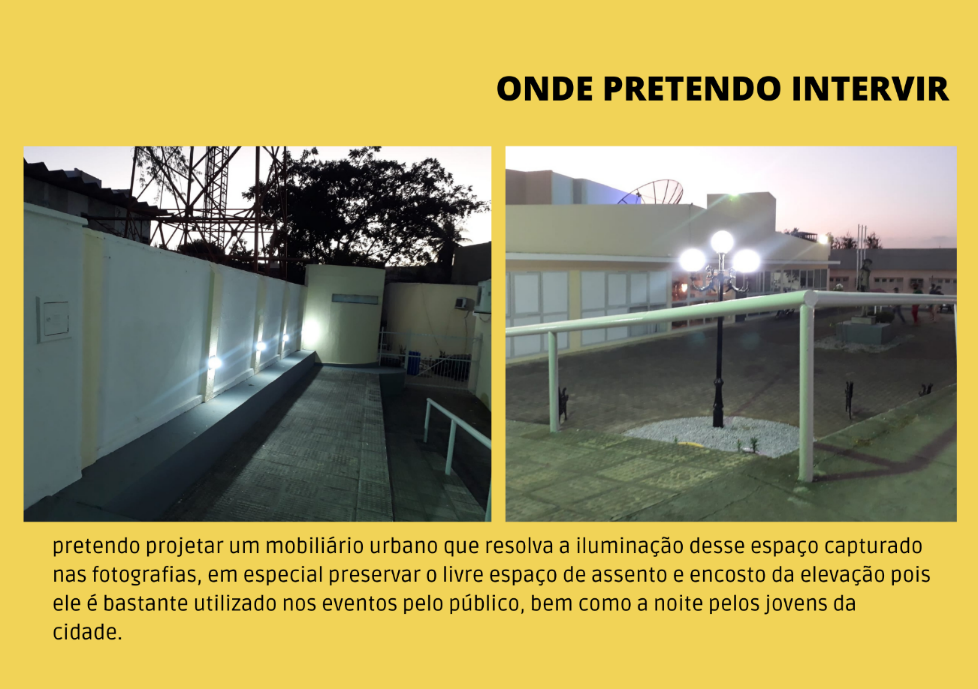 ONDE PRETENDO INTERVIR
pretendo projetar um mobiliário urbano que resolva a iluminação desse espaço capturado
nas fotografias, em especial preservar o livre espaço de assento e encosto da elevação pois
ele é bastante utilizado nos eventos pelo público, bem como a noite pelos jovens da
cidade.